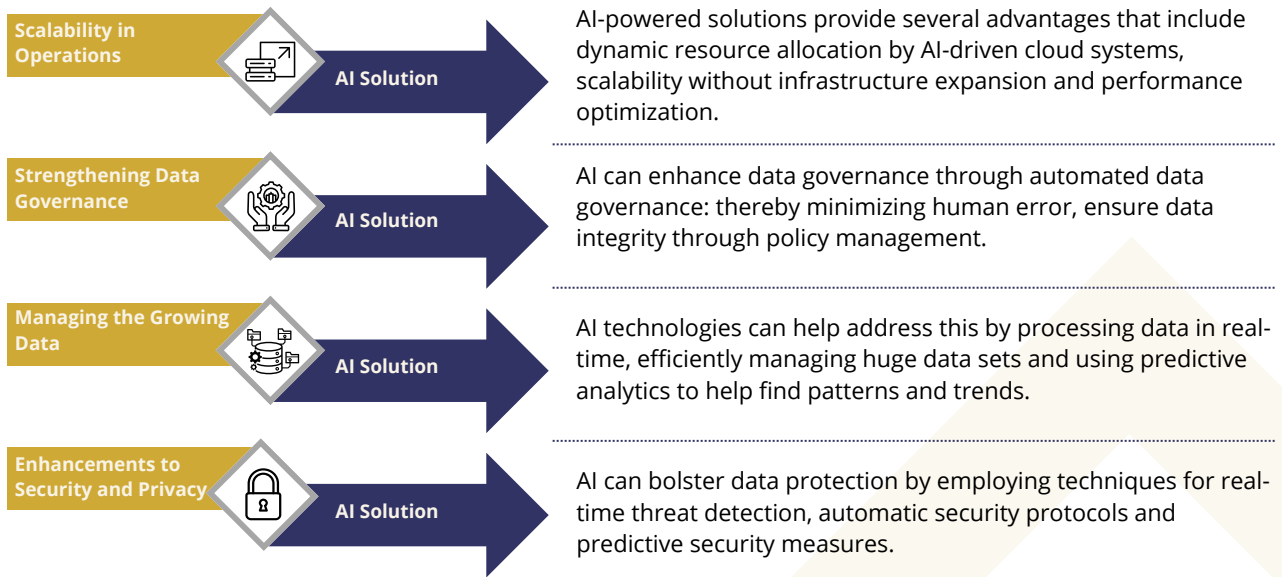 Scalability in
Operations
AI Solution
AI-powered solutions provide several advantages that include
dynamic resource allocation by AI-driven cloud systems,
scalability without infrastructure expansion and performance
optimization.
Strengthening Data
Governance
AI Solution
AI can enhance data governance through automated data
governance: thereby minimizing human error, ensure data
integrity through policy management.
Managing the Growing
Data
AI Solution
AI technologies can help address this by processing data in real-
time, efficiently managing huge data sets and using predictive
analytics to help find patterns and trends.
Enhancements to
Security and Privacy
AI Solution
AI can bolster data protection by employing techniques for real-
time threat detection, automatic security protocols and
predictive security measures.